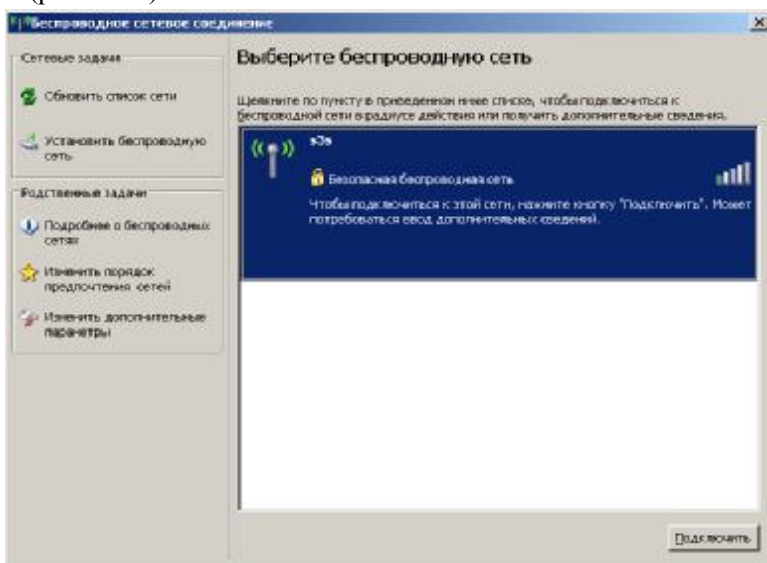 Беспроводное сетевое соединение
Сетевые задачи
Обновить список сети
Установить беспроводную
сеть
Родственные задачи
Подробнее о беспроводных
сетях
Изменить порядок
предпочтения сетей
Изменить дополнительные
параметры
Выберите беспроводную сеть
Щелкните по пункту в приведенном ниже списке, чтобы подключиться к
беспроводной сети в радиусе действия или получить дополнительные сведения.
s3s
Безопасная беспроводная сеть
Чтобы подключиться к этой сети, нажмите кнопку "Подключить". Может
потребоваться ввод дополнительных сведений.
Подключить